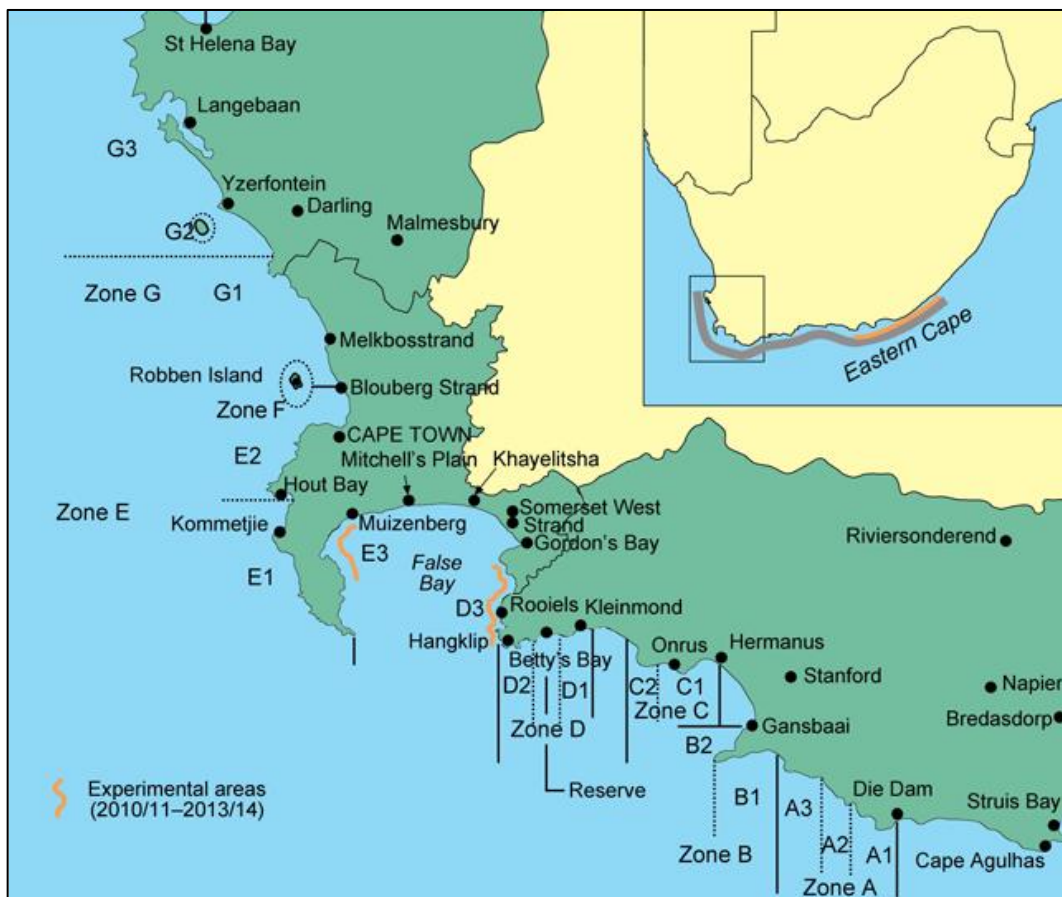 St Helena Bay
Langebaan
G3
Yzerfontein
Darling
G2
Malmesbury
Zone G
G1
Melkbosstrand
Robben Island
Blouberg Strand
Zone F
CAPE TOWN
E2
Mitchell's Plain
Khayelitsha
Hout Bay
Zone E
Somerset West
Kommetjie
Muizenberg
Strand
E3
False
Bay
Gordon's Bay
Riviersonderend
E1
D3
Rooiels
Kleinmond
Hangklip
Betty's Bay
Onrus
Hermanus
Stanford
Napier
D2
D1
C2
C1
Zone C
Bredasdorp
Zone D
Gansbaai
B2
Reserve
Experimental areas
(2010/11–2013/14)
B1
A3
Die Dam
Struis Bay
Zone B
A2
A1
Cape Agulhas
Zone A
Eastern Cape